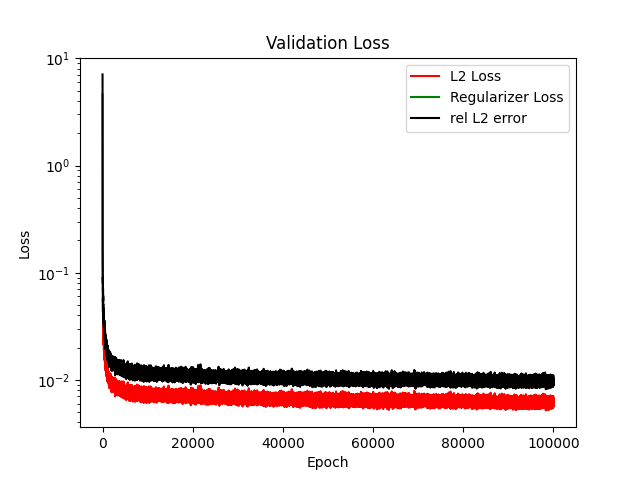 Validation Loss
L2 Loss
Regularizer Loss
rel L2 error
10¹
10⁰
10⁻¹
10⁻²
Loss
0 20000 40000 60000 80000 100000
Epoch